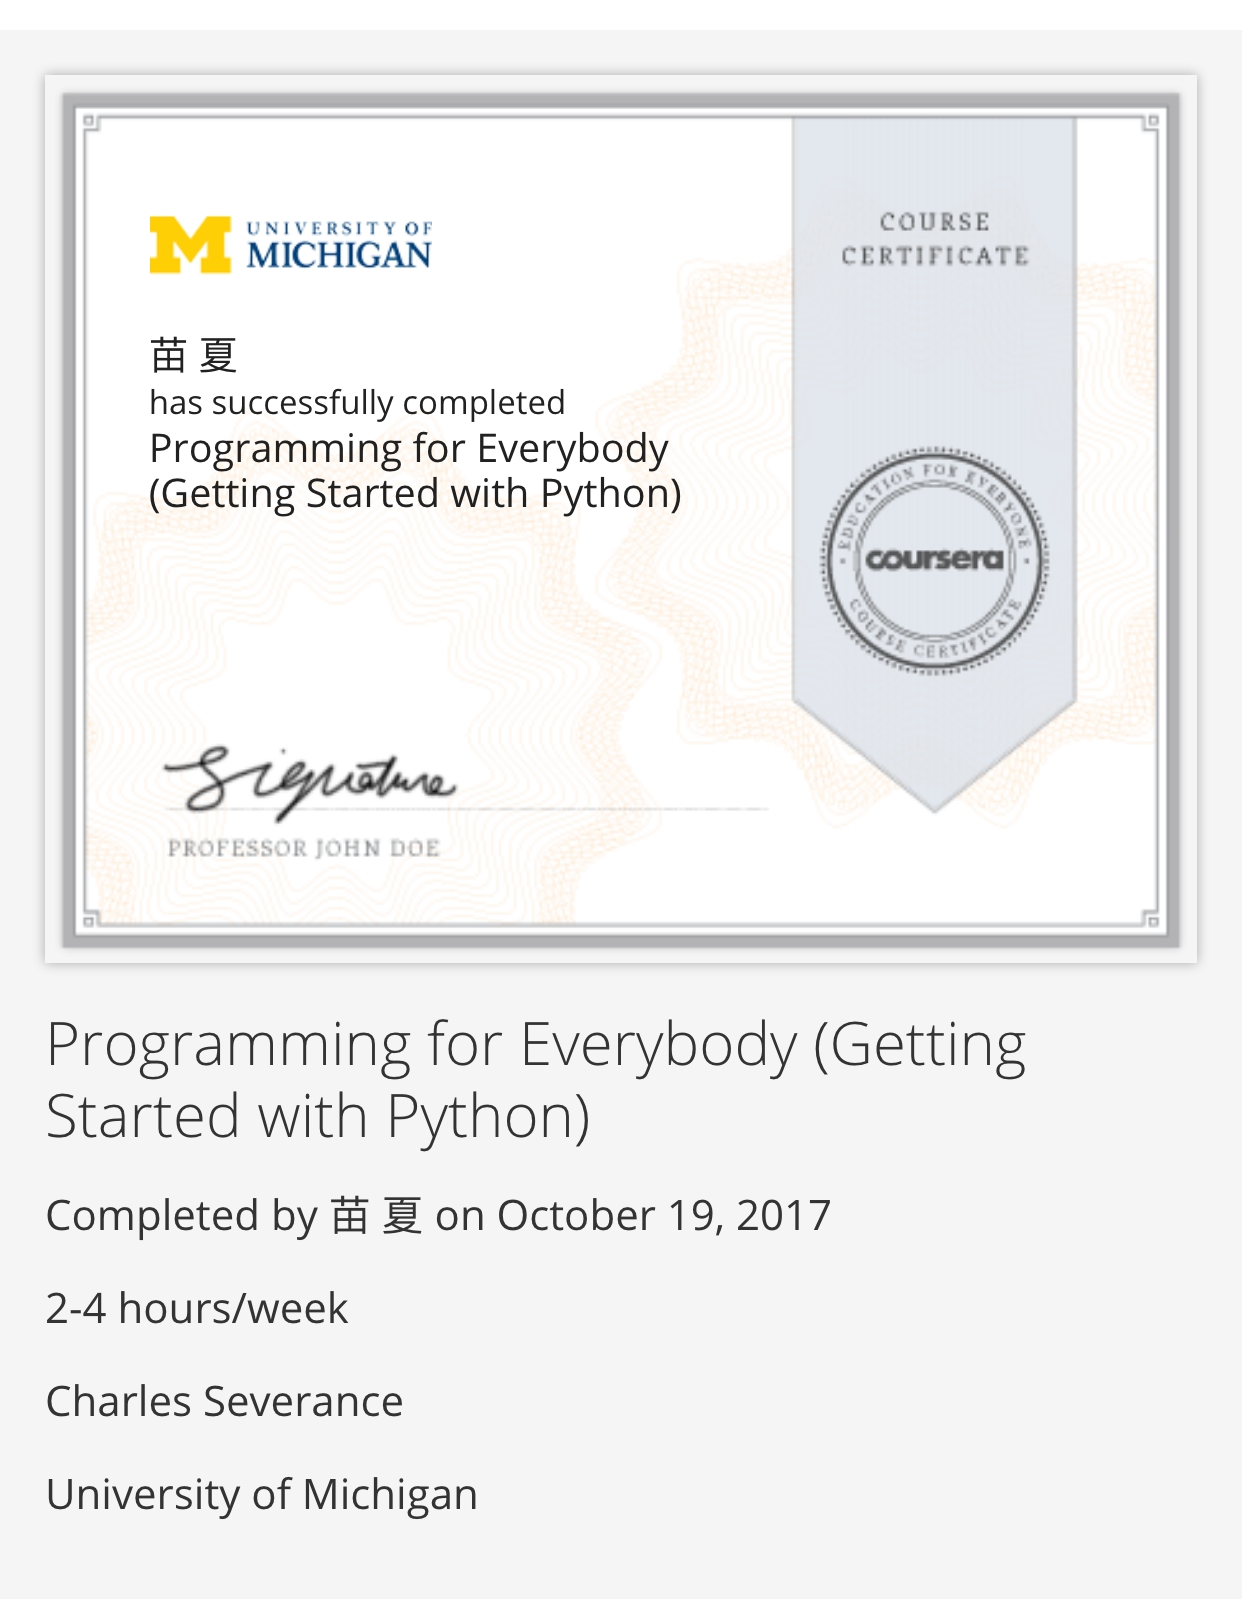 UNIVERSITY OF
MICHIGAN
COURSE
CERTIFICATE
苗 夏
has successfully completed
Programming for Everybody
(Getting Started with Python)
EDUCATION FOR EVERYONE
coursera
COURSE CERTIFICATE
Signature
PROFESSOR JOHN DOE
Programming for Everybody (Getting
Started with Python)
Completed by 苗 夏 on October 19, 2017
2-4 hours/week
Charles Severance
University of Michigan